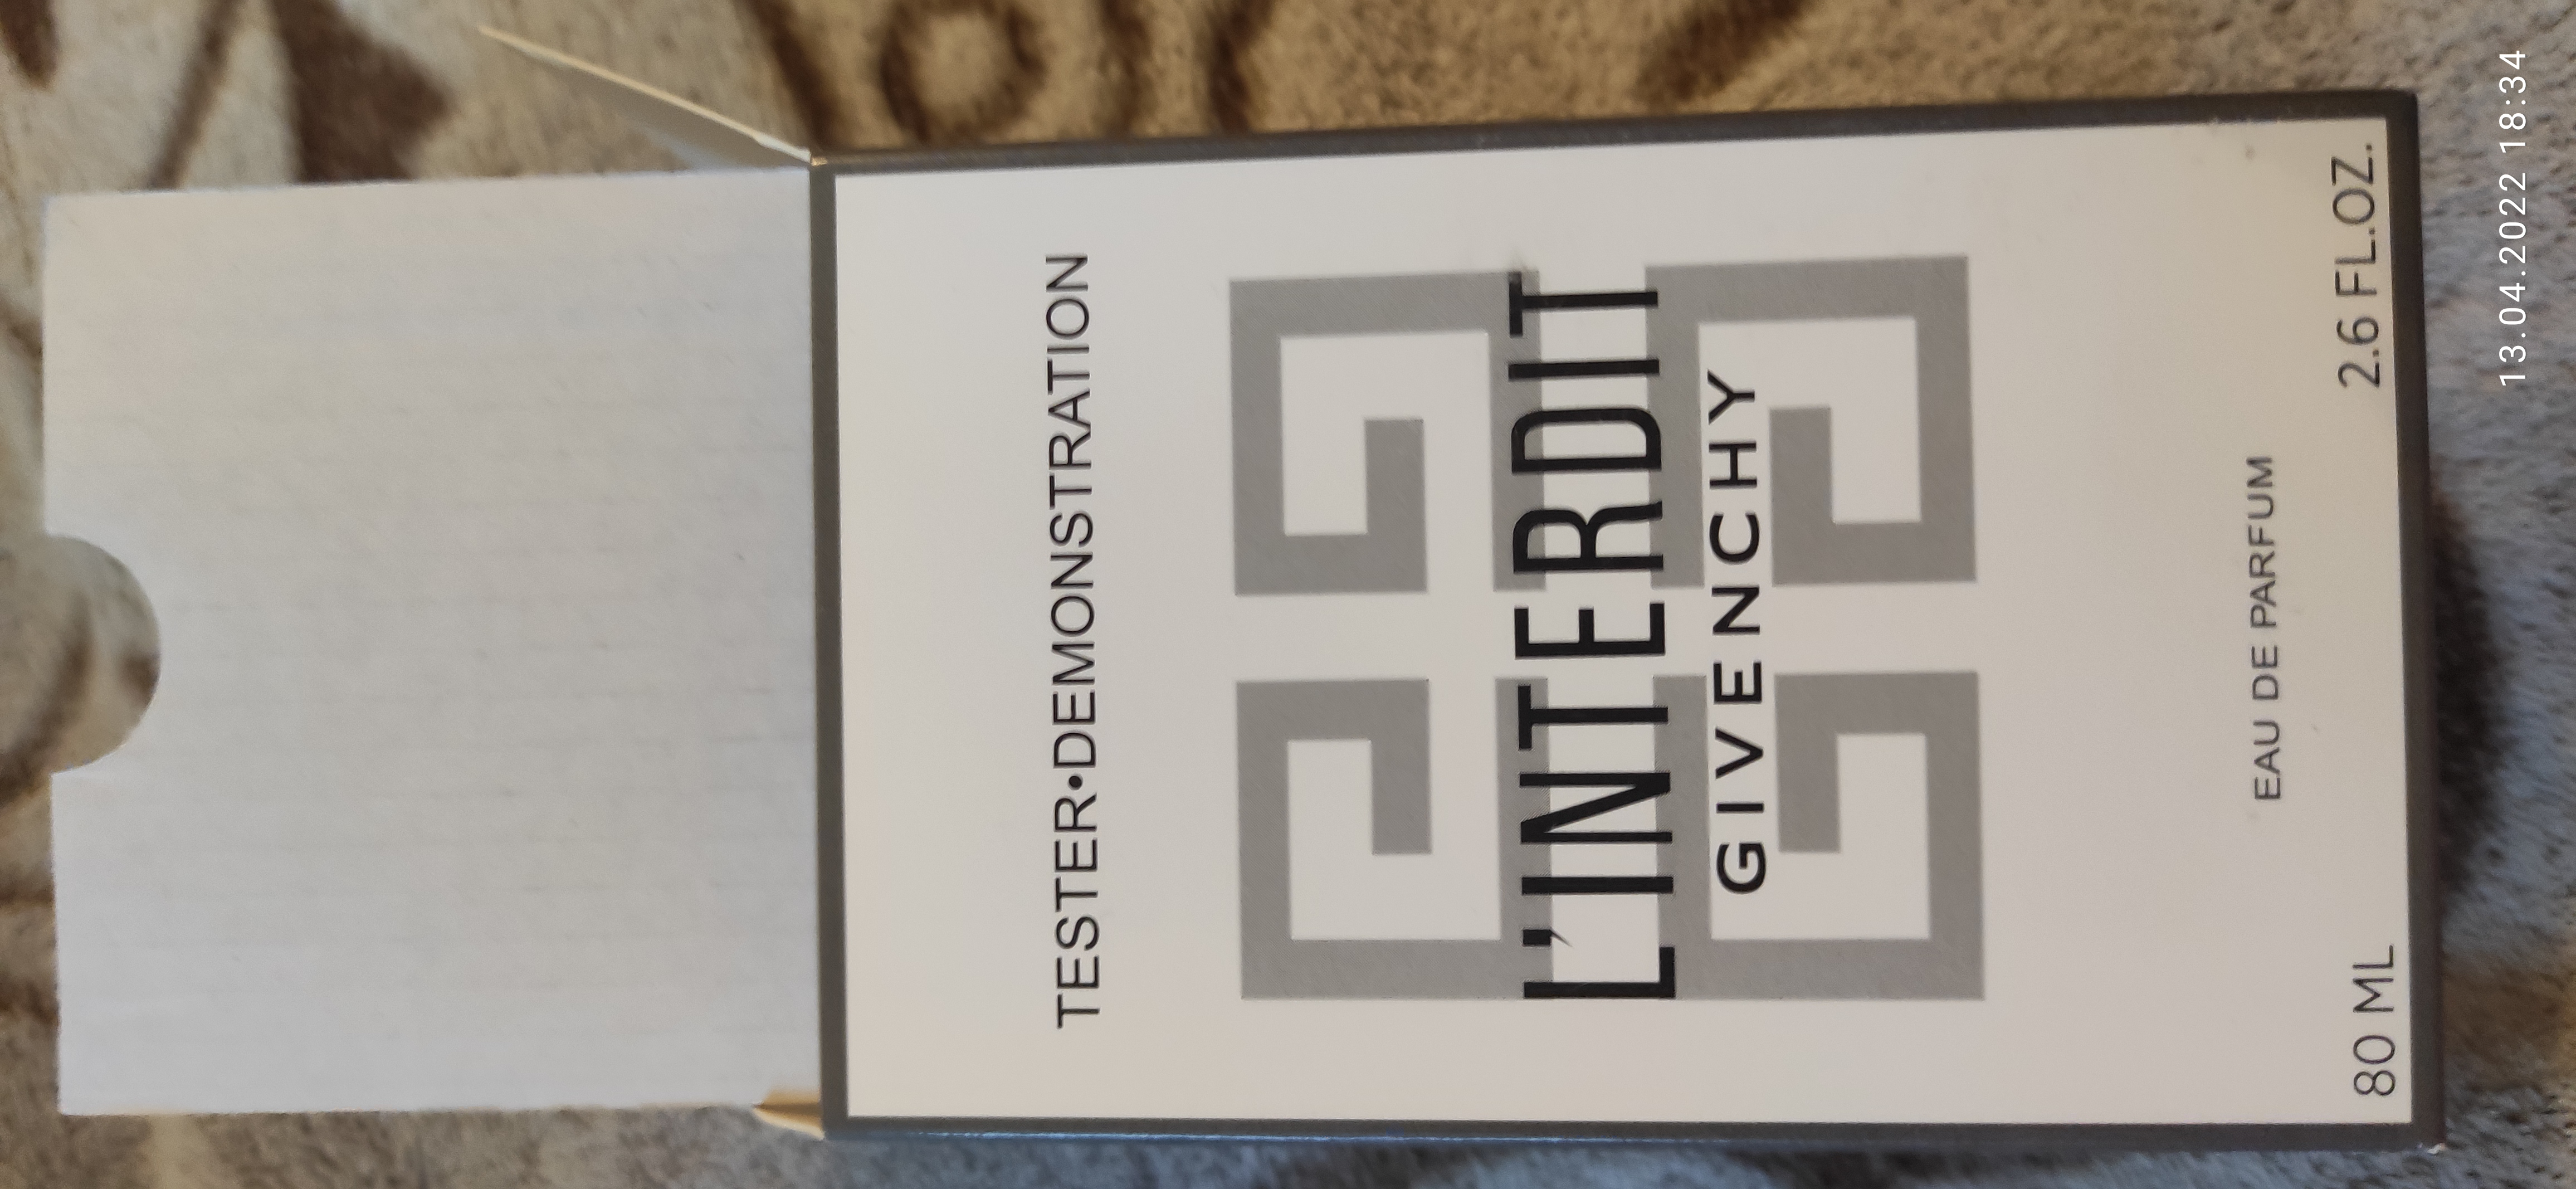 TESTER•DEMONSTRATION
L'INTERDIT
GIVENCHY
EAU DE PARFUM
80 ML 2.6 FL.OZ.
13.04.2022 18:34